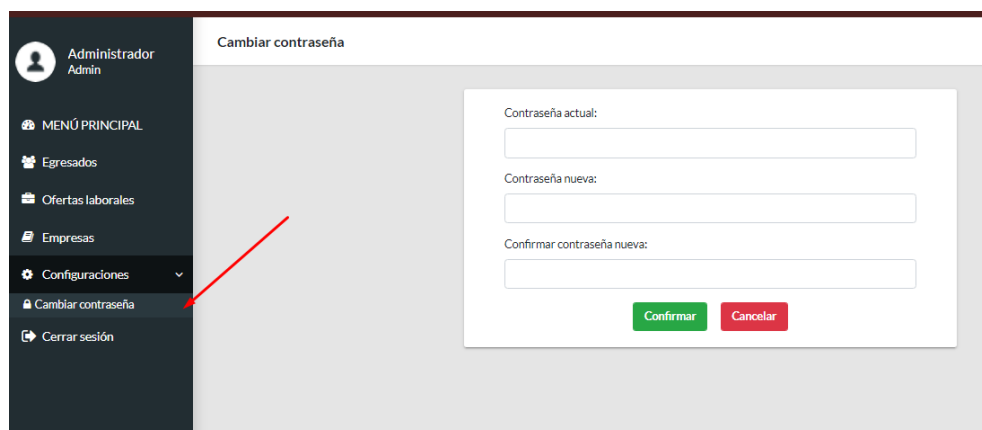 Administrador
Admin
MENÚ PRINCIPAL
Egresados
Ofertas laborales
Empresas
Configuraciones
Cambiar contraseña
Cerrar sesión
Cambiar contraseña
Contraseña actual:
Contraseña nueva:
Confirmar contraseña nueva:
Confirmar Cancelar